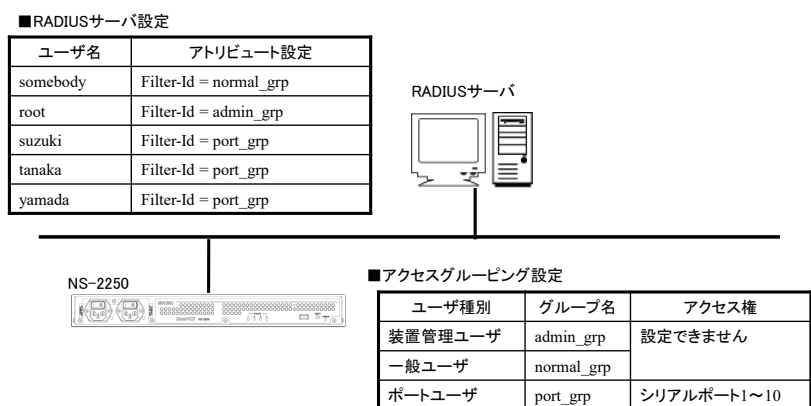 ■RADIUSサーバ設定
ユーザ名 アトリビュート設定
somebody Filter-Id = normal_grp
root Filter-Id = admin_grp
suzuki Filter-Id = port_grp
tanaka Filter-Id = port_grp
yamada Filter-Id = port_grp
RADIUSサーバ
NS-2250
■アクセスグルーピング設定
ユーザ種別 グループ名 アクセス権
装置管理ユーザ admin_grp 設定できません
一般ユーザ normal_grp
ポートユーザ port_grp シリアルポート1~10